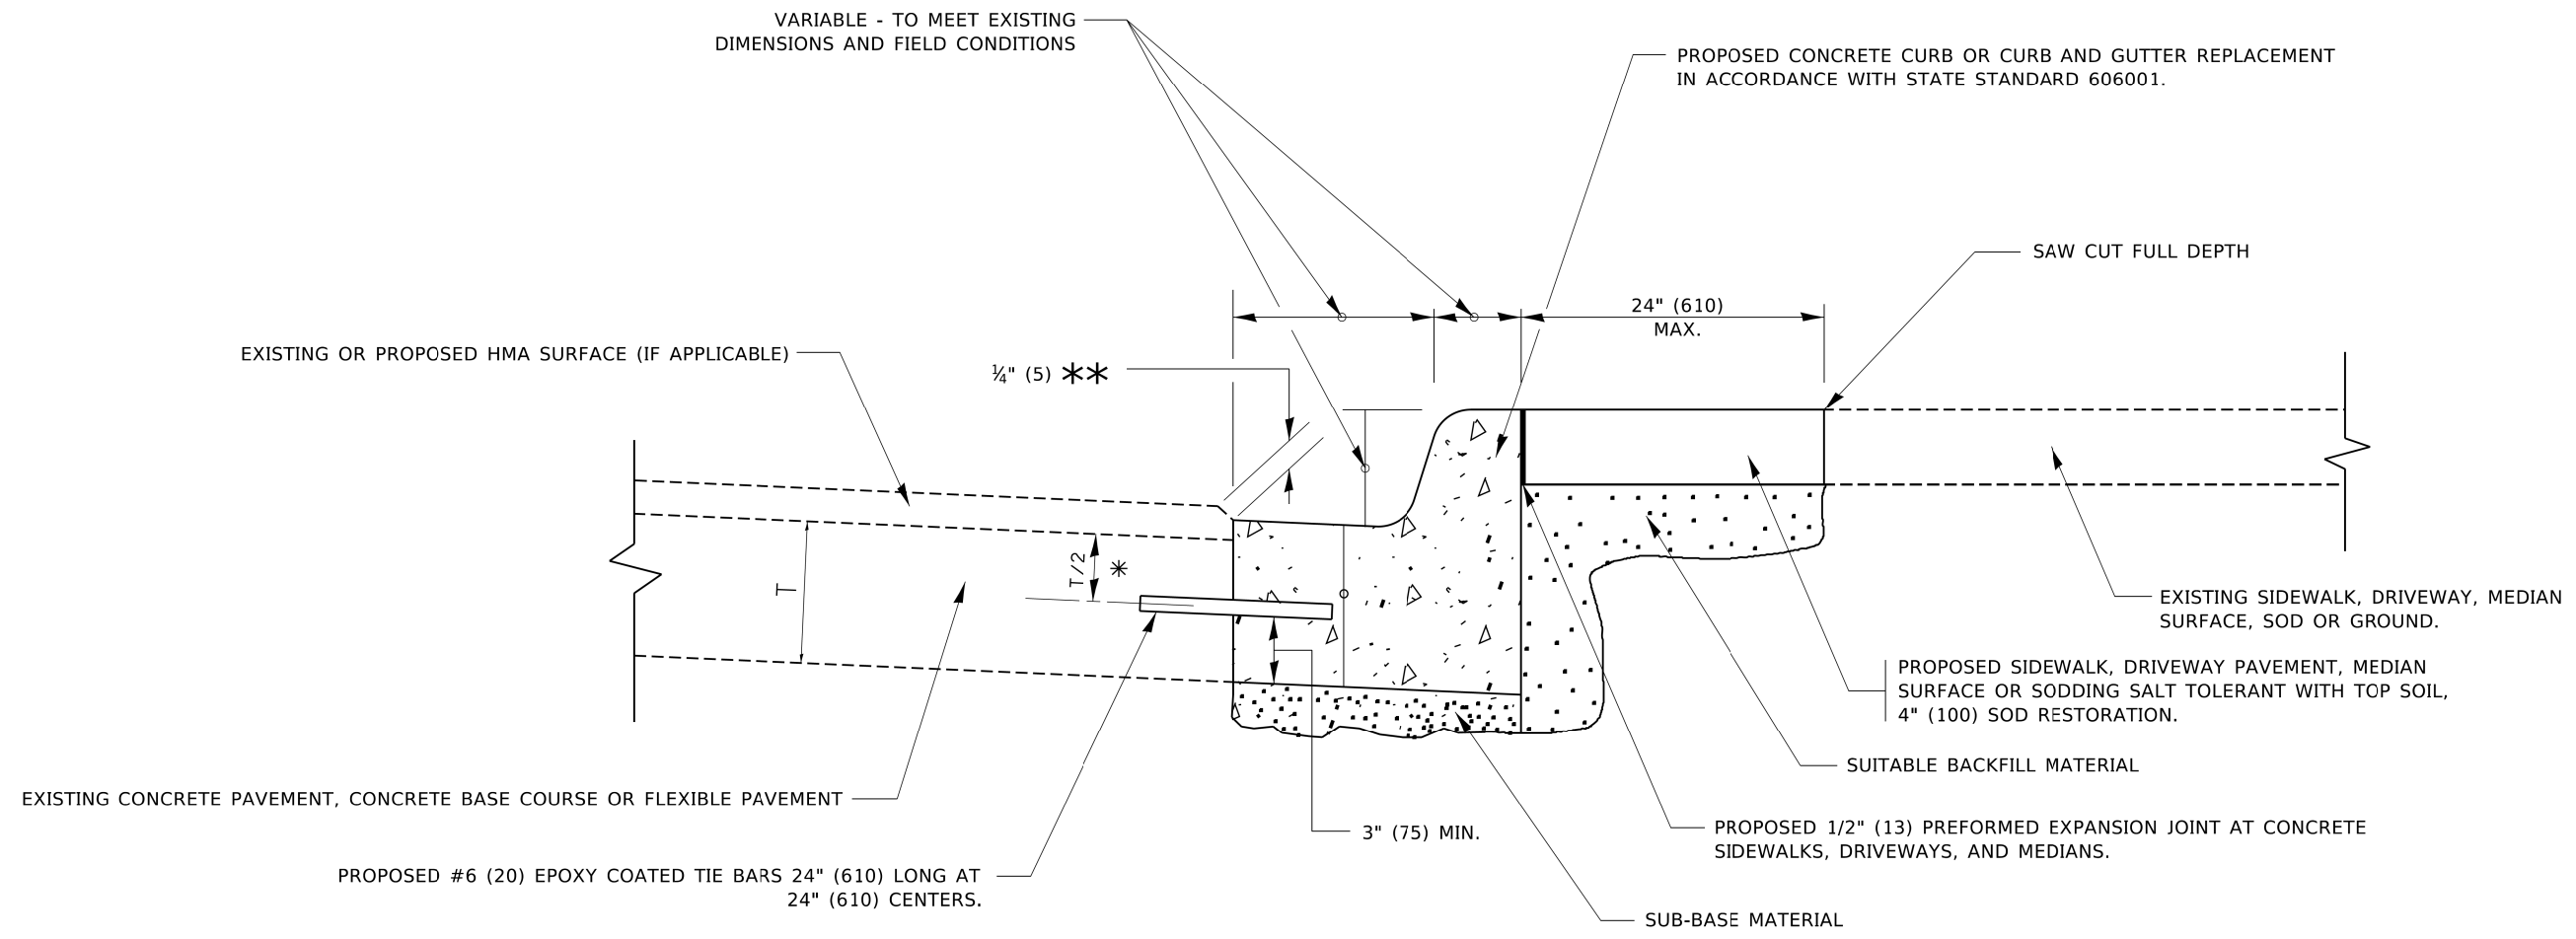 VARIABLE - TO MEET EXISTING
DIMENSIONS AND FIELD CONDITIONS
PROPOSED CONCRETE CURB OR CURB AND GUTTER REPLACEMENT
IN ACCORDANCE WITH STATE STANDARD 606001.
SAW CUT FULL DEPTH
24" (610)
MAX.
EXISTING OR PROPOSED HMA SURFACE (IF APPLICABLE)
¼" (5) **
T
T/2 *
EXISTING SIDEWALK, DRIVEWAY, MEDIAN
SURFACE, SOD OR GROUND.
PROPOSED SIDEWALK, DRIVEWAY PAVEMENT, MEDIAN
SURFACE OR SODDING SALT TOLERANT WITH TOP SOIL,
4" (100) SOD RESTORATION.
SUITABLE BACKFILL MATERIAL
EXISTING CONCRETE PAVEMENT, CONCRETE BASE COURSE OR FLEXIBLE PAVEMENT
3" (75) MIN.
PROPOSED 1/2" (13) PREFORMED EXPANSION JOINT AT CONCRETE
SIDEWALKS, DRIVEWAYS, AND MEDIANS.
PROPOSED #6 (20) EPOXY COATED TIE BARS 24" (610) LONG AT
24" (610) CENTERS.
SUB-BASE MATERIAL